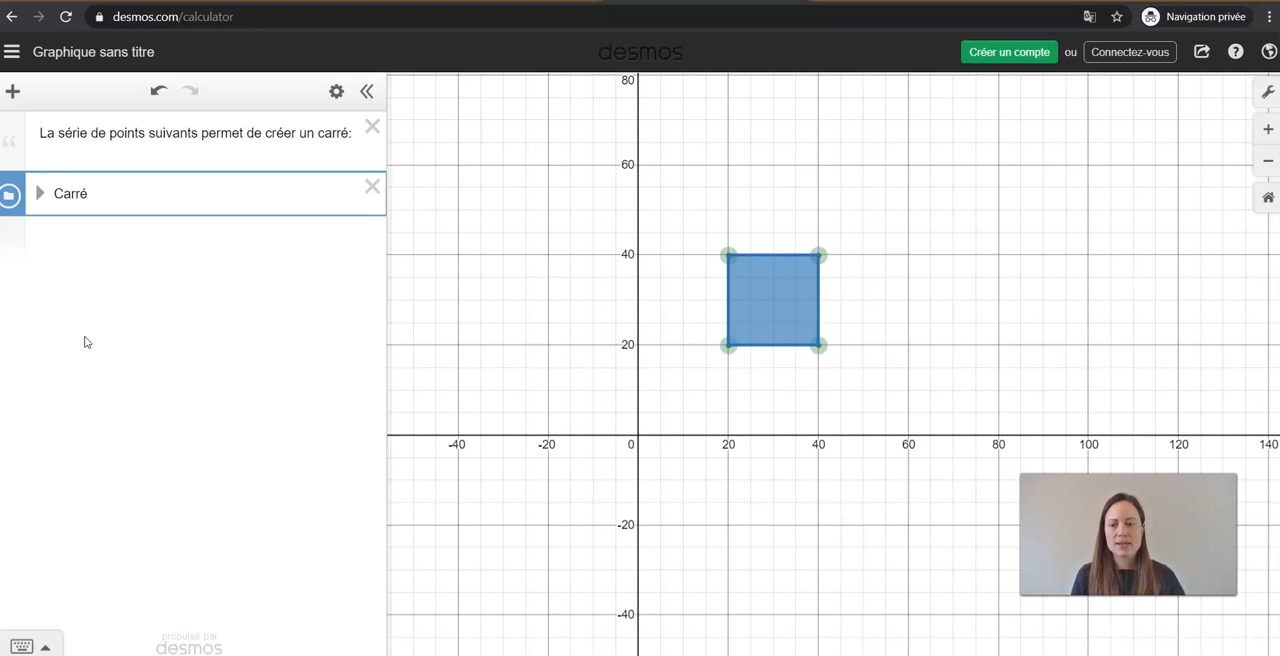 desmos.com/calculator
Navigation privée
Graphique sans titre
desmos
Créer un compte
ou
Connectez-vous
La série de points suivants permet de créer un carré:
Carré
80
60
40
20
-40
-20
0
20
40
60
80
100
120
140
-20
-40
propulsé par
desmos